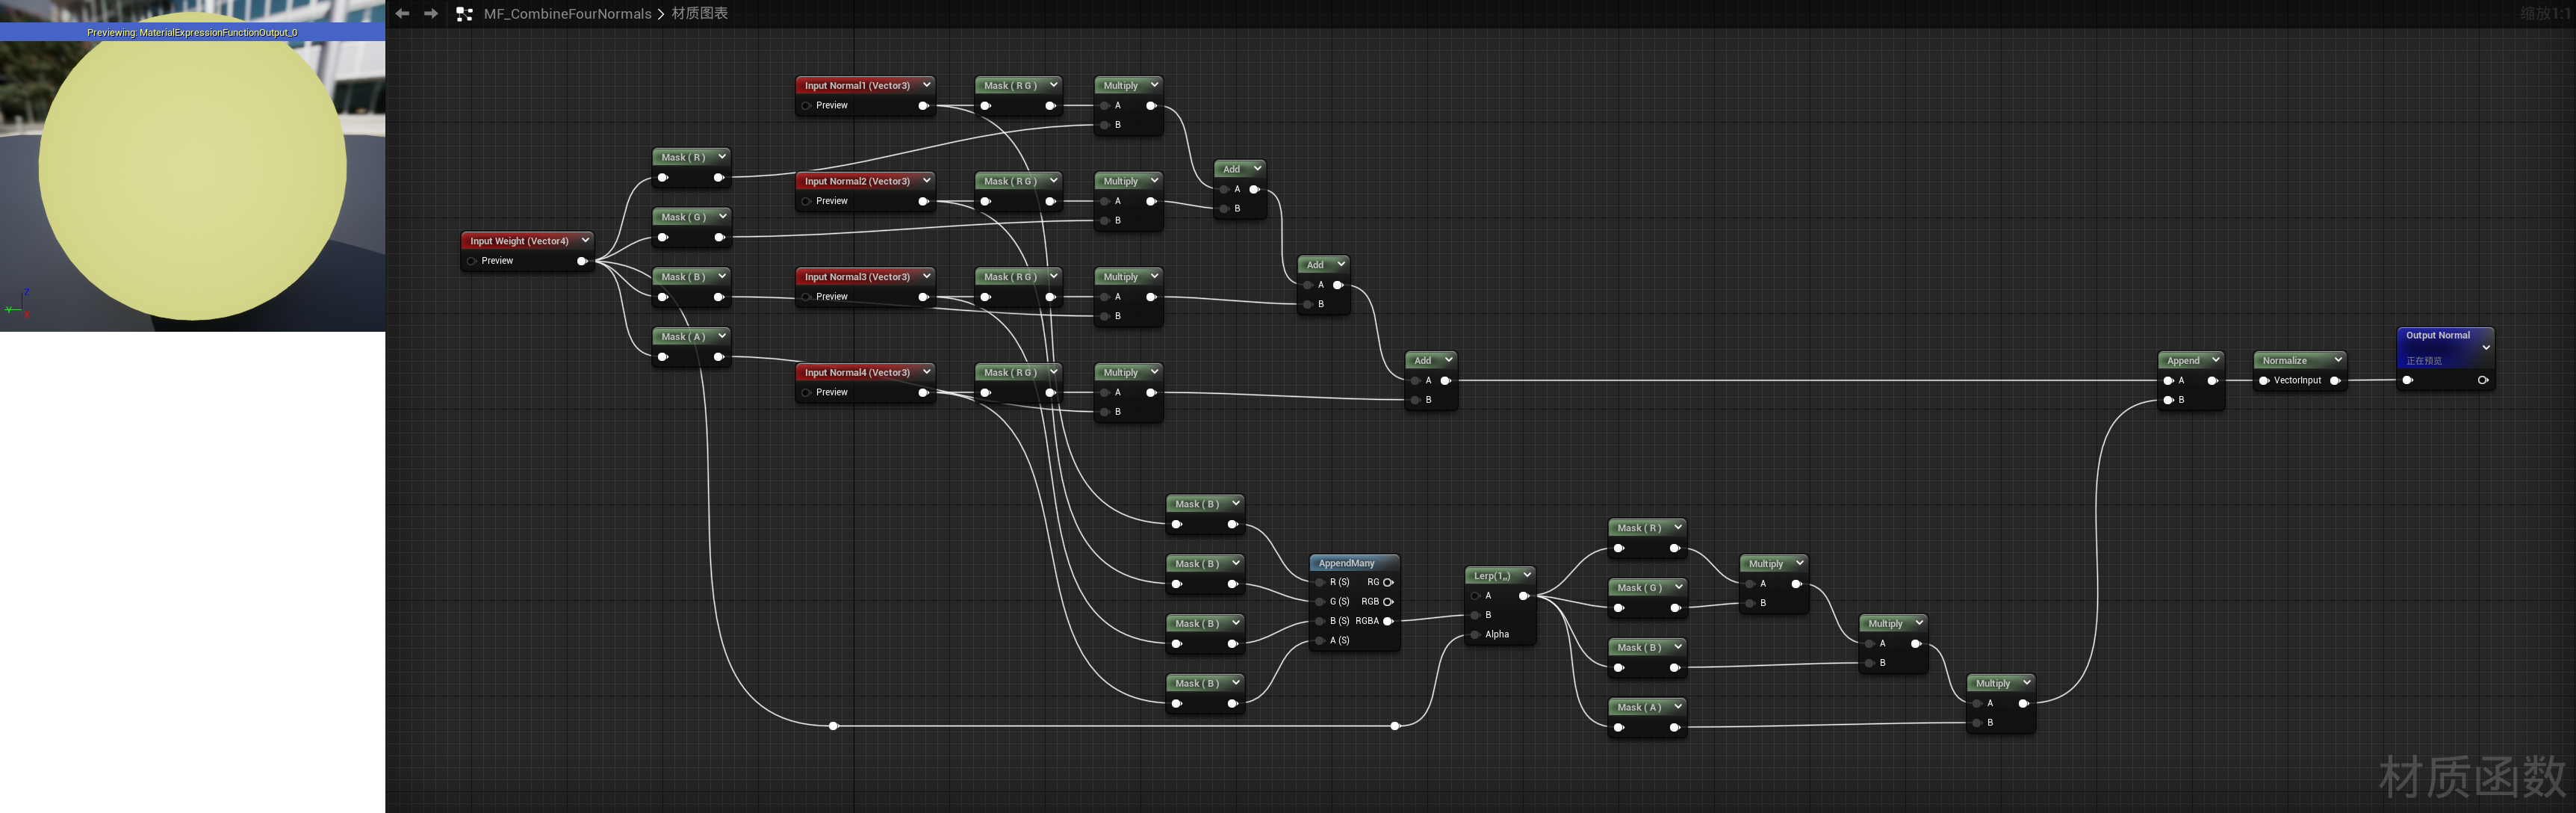 Previewing: MaterialExpressionFunctionOutput_0
MF_CombineFourNormals > 材质图表
缩放1:1
Input Normal1 (Vector3)
Preview
Mask ( R G )
Multiply
A
B
Mask ( R )
Add
A
B
Input Normal2 (Vector3)
Preview
Mask ( R G )
Multiply
A
B
Mask ( G )
Input Weight (Vector4)
Preview
Mask ( B )
Input Normal3 (Vector3)
Preview
Mask ( R G )
Multiply
A
B
Add
A
B
Mask ( A )
Input Normal4 (Vector3)
Preview
Mask ( R G )
Multiply
A
B
Add
A
B
Append
A
B
Normalize
VectorInput
Output Normal
正在预览
Z
Y
X
Mask ( B )
Mask ( B )
Mask ( B )
Mask ( B )
AppendMany
R (S) RG
G (S) RGB
B (S) RGBA
A (S)
Lerp(1,,)
A
B
Alpha
Mask ( R )
Mask ( G )
Mask ( B )
Mask ( A )
Multiply
A
B
Multiply
A
B
Multiply
A
B
材质函数